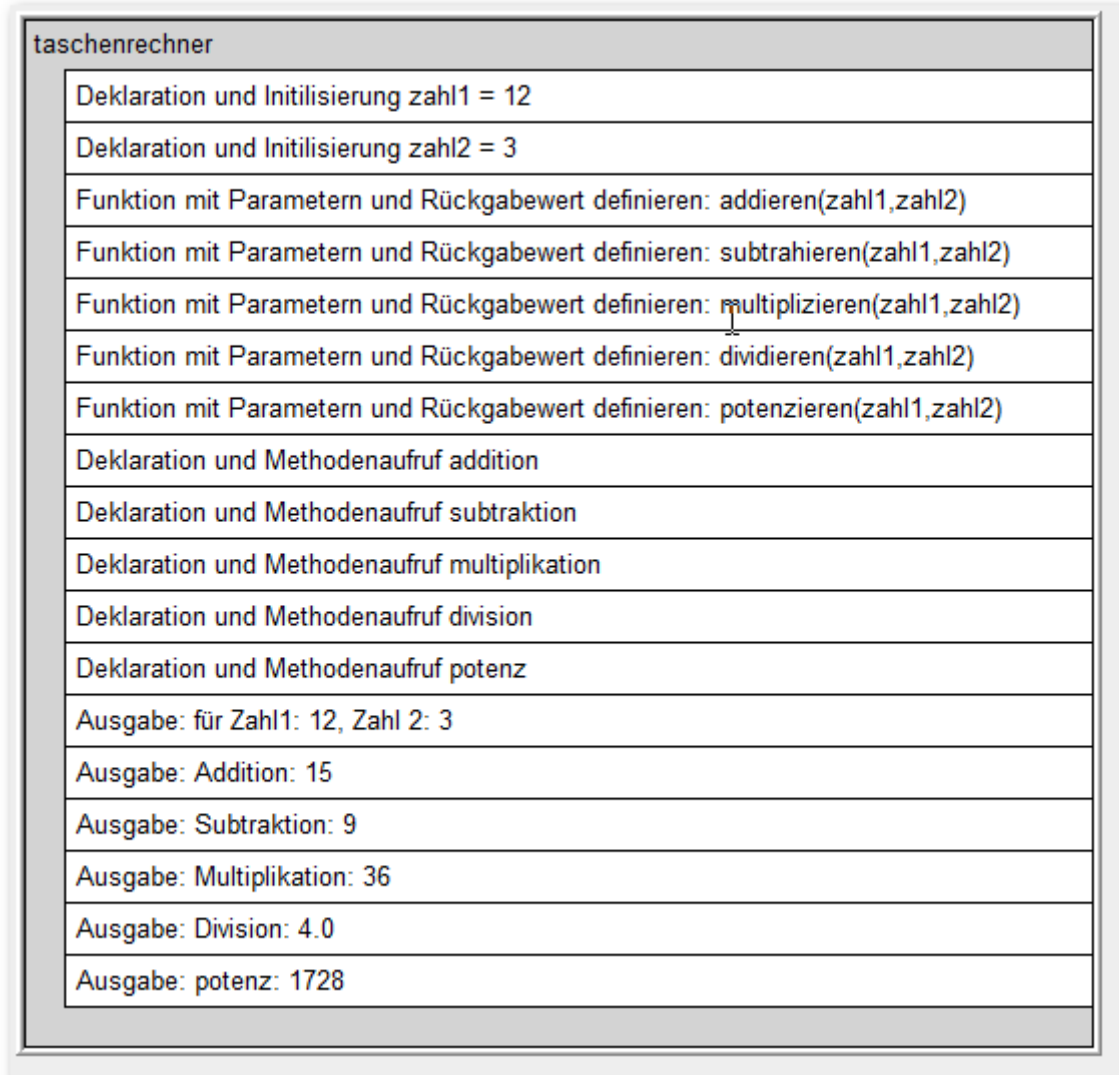 taschenrechner
Deklaration und Initilisierung zahl1 = 12
Deklaration und Initilisierung zahl2 = 3
Funktion mit Parametern und Rückgabewert definieren: addieren(zahl1,zahl2)
Funktion mit Parametern und Rückgabewert definieren: subtrahieren(zahl1,zahl2)
Funktion mit Parametern und Rückgabewert definieren: multiplizieren(zahl1,zahl2)
Funktion mit Parametern und Rückgabewert definieren: dividieren(zahl1,zahl2)
Funktion mit Parametern und Rückgabewert definieren: potenzieren(zahl1,zahl2)
Deklaration und Methodenaufruf addition
Deklaration und Methodenaufruf subtraktion
Deklaration und Methodenaufruf multiplikation
Deklaration und Methodenaufruf division
Deklaration und Methodenaufruf potenz
Ausgabe: für Zahl1: 12, Zahl 2: 3
Ausgabe: Addition: 15
Ausgabe: Subtraktion: 9
Ausgabe: Multiplikation: 36
Ausgabe: Division: 4.0
Ausgabe: potenz: 1728